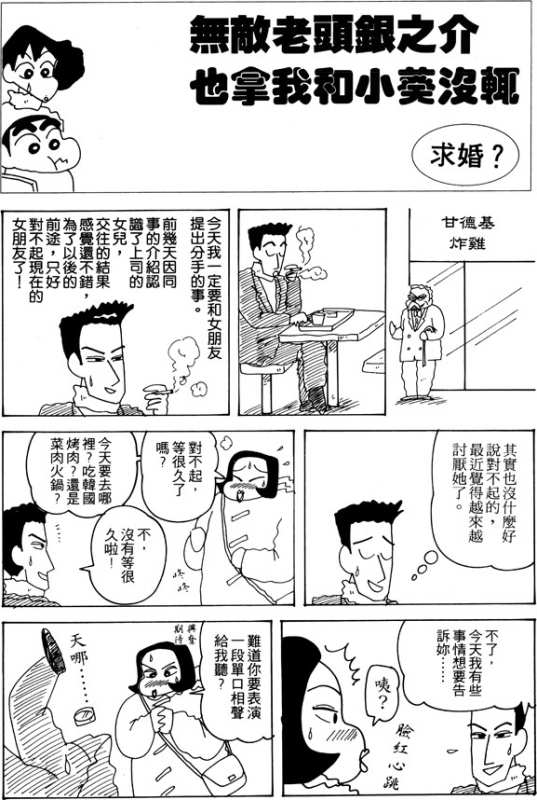 無敵老頭銀之介
也拿我和小葵沒輒
求婚？
甘德基
炸雞
今天我一定要和女朋友
提出分手的事。
前幾天因同
事的介紹認
識了上司的
女兒，
交往的結果
感覺還不錯，
為了以後的
前途，只好
對不起現在的
女朋友了！
其實也沒什麼好
說對不起的，
最近覺得越來越
討厭她了。
對不起，
等很久了
嗎？
咚咚
不，
沒有等很
久啦！
今天要去哪
裡？吃韓國
烤肉？還是
菜肉火鍋？
……
不了，
今天我有些
事情想要告
訴妳……
咦？
臉紅心跳
難道你要表演
一段單口相聲
給我聽？
興奮
期待
天哪……